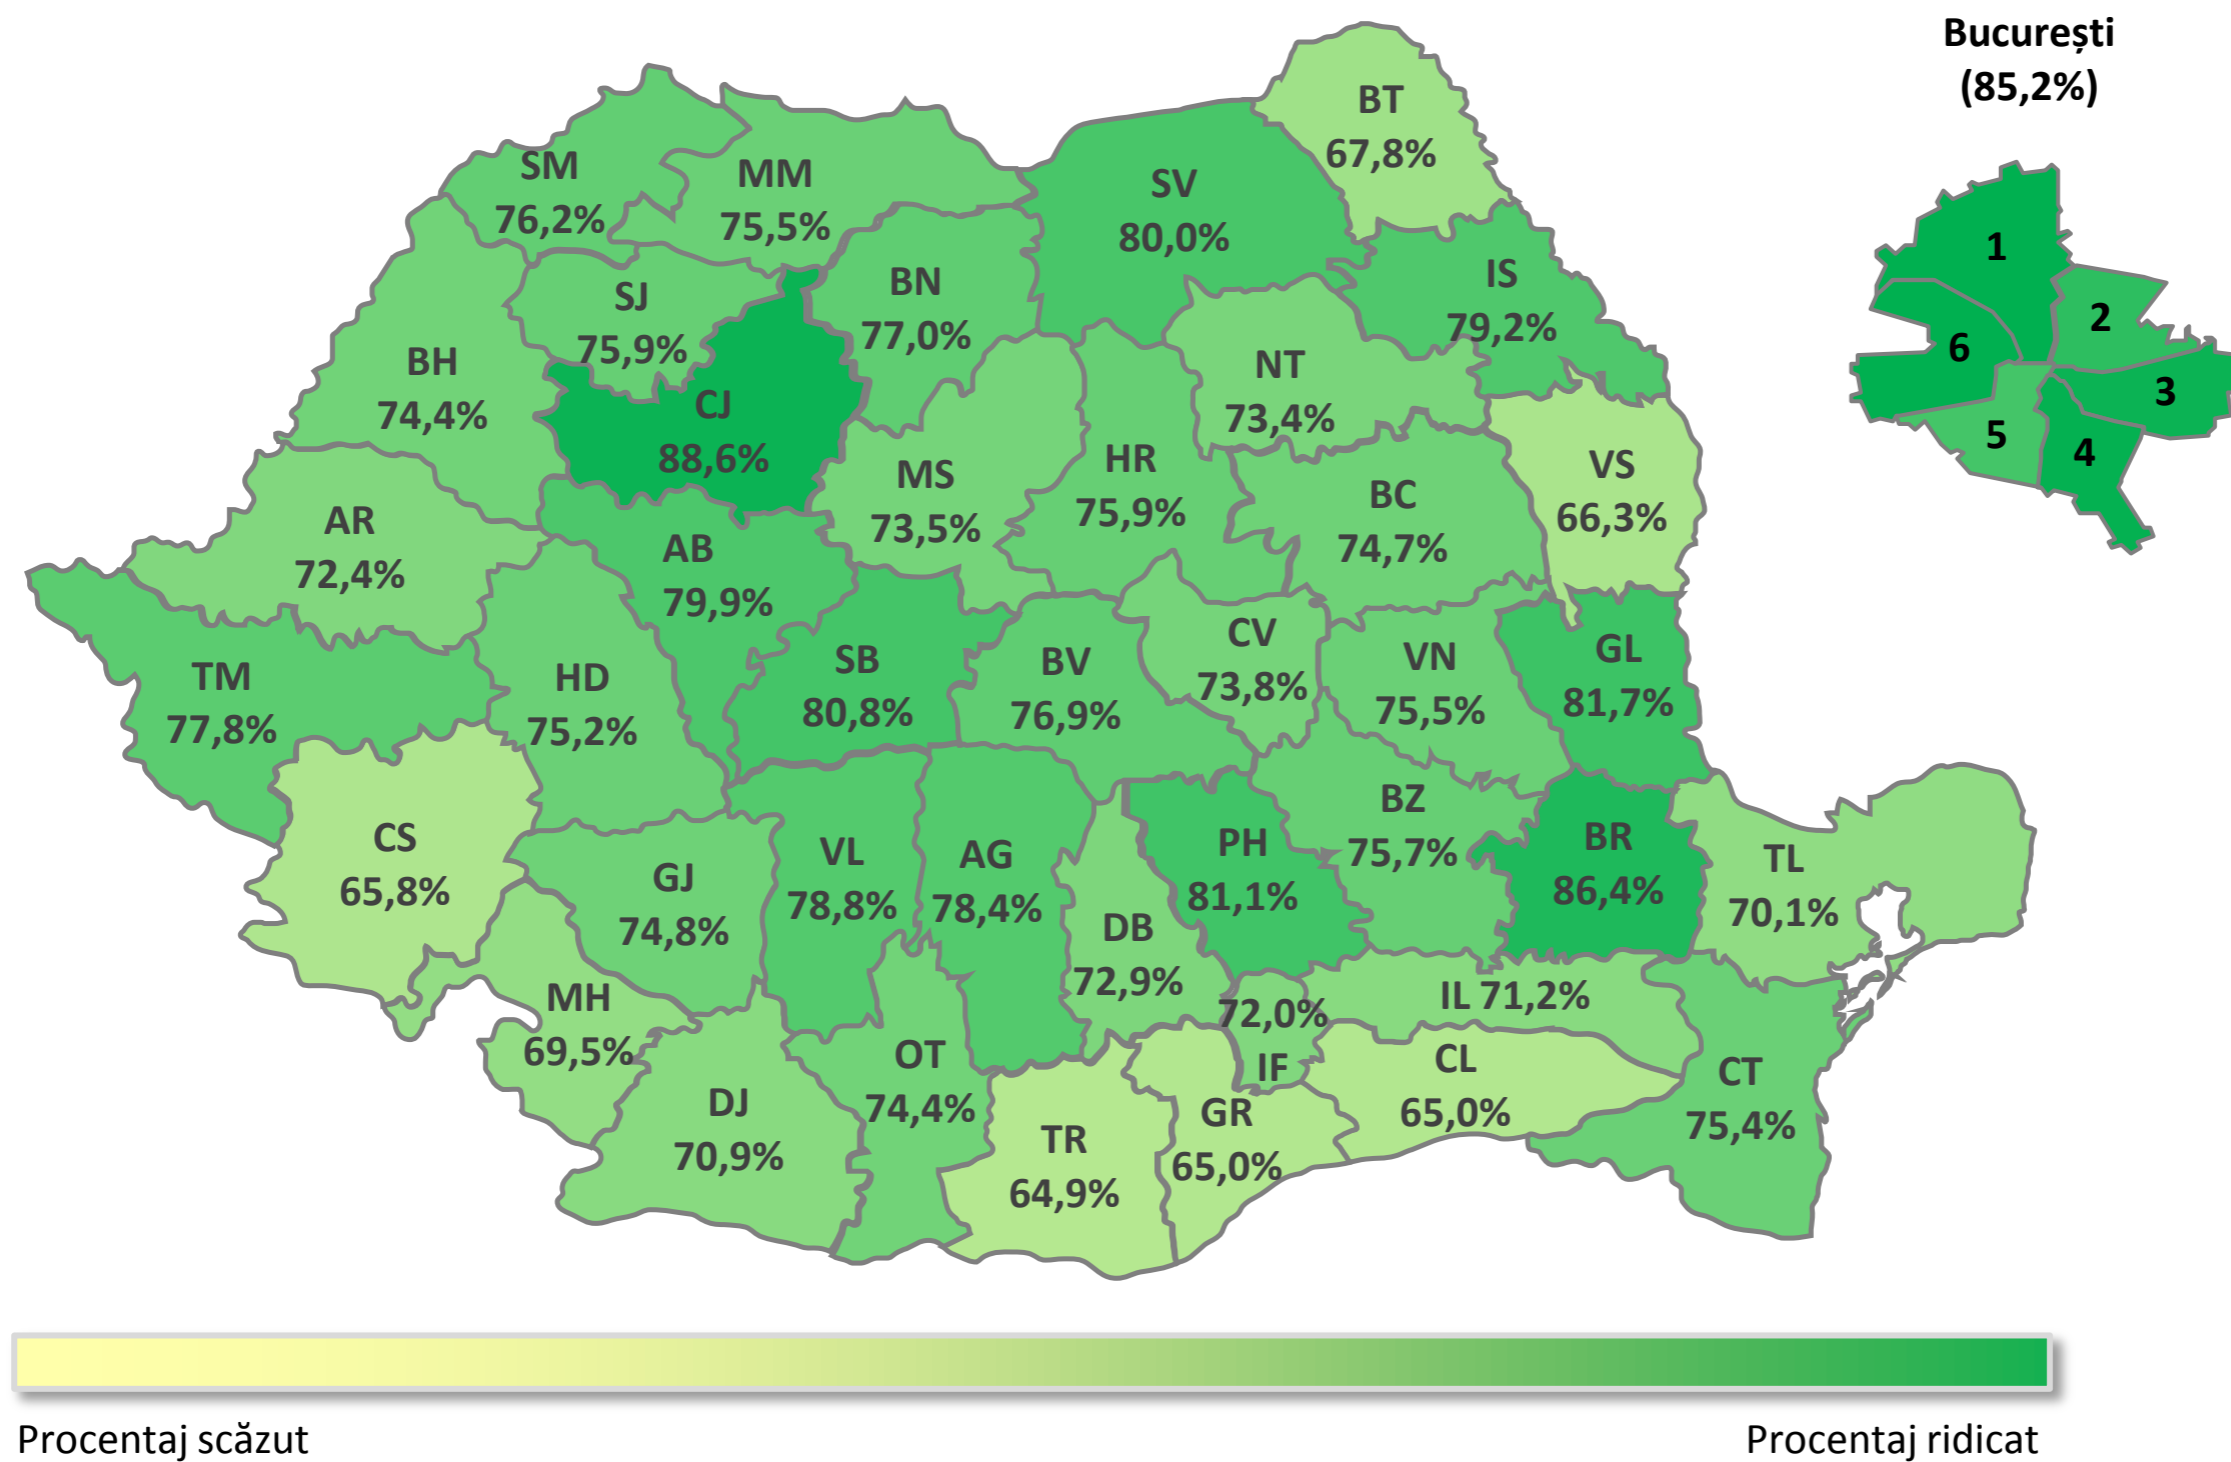 București
(85,2%)
BT
67,8%
SM
76,2%
MM
75,5%
SV
80,0%
1
IS
79,2%
BN
77,0%
SJ
75,9%
2
6
BH
74,4%
NT
73,4%
3
CJ
88,6%
5
4
HR
75,9%
MS
73,5%
VS
66,3%
BC
74,7%
AR
72,4%
AB
79,9%
CV
73,8%
GL
81,7%
VN
75,5%
SB
80,8%
BV
76,9%
TM
77,8%
HD
75,2%
BZ
75,7%
CS
65,8%
PH
81,1%
BR
86,4%
VL
78,8%
AG
78,4%
TL
70,1%
GJ
74,8%
DB
72,9%
MH
69,5%
IL 71,2%
72,0%
IF
OT
74,4%
CL
65,0%
CT
75,4%
DJ
70,9%
GR
65,0%
TR
64,9%
Procentaj scăzut
Procentaj ridicat